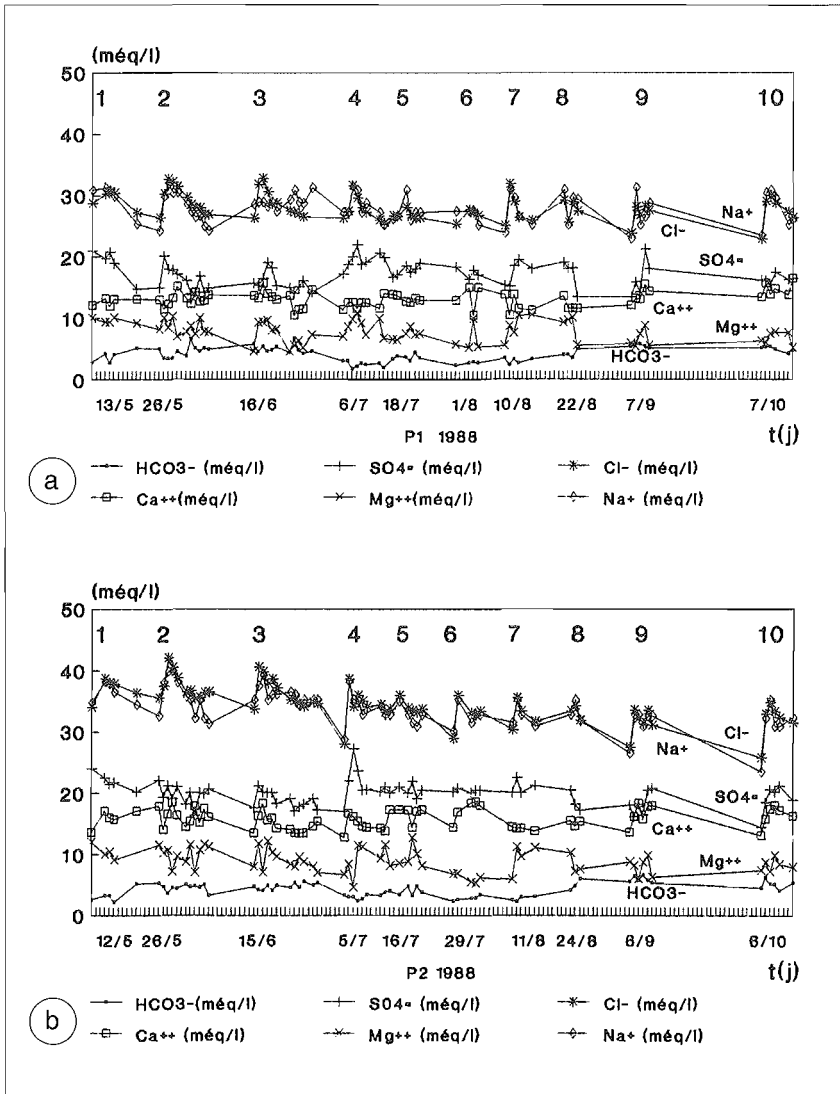 (méq/l)
50
1 2 3 4 5 6 7 8 9 10
40
30
Na+
Cl-
20
SO4¤
Ca++
10
Mg++
HCO3-
0
13/5 26/5 16/6 6/7 18/7 1/8 10/8 22/8 7/9 7/10
P1 1988 t(j)
a
HCO3- (méq/l) SO4¤ (méq/l) Cl- (méq/l)
Ca++(méq/l) Mg++(méq/l) Na+ (méq/l)
(méq/l)
50
1 2 3 4 5 6 7 8 9 10
40
30
Cl-
Na+
20
SO4¤
Ca++
10
Mg++
HCO3-
0
12/5 26/5 15/6 5/7 16/7 29/7 11/8 24/8 6/9 6/10
P2 1988 t(j)
b
HCO3-(méq/l) SO4¤ (méq/l) Cl- (méq/l)
Ca++ (méq/l) Mg++ (méq/l) Na+ (méq/l)